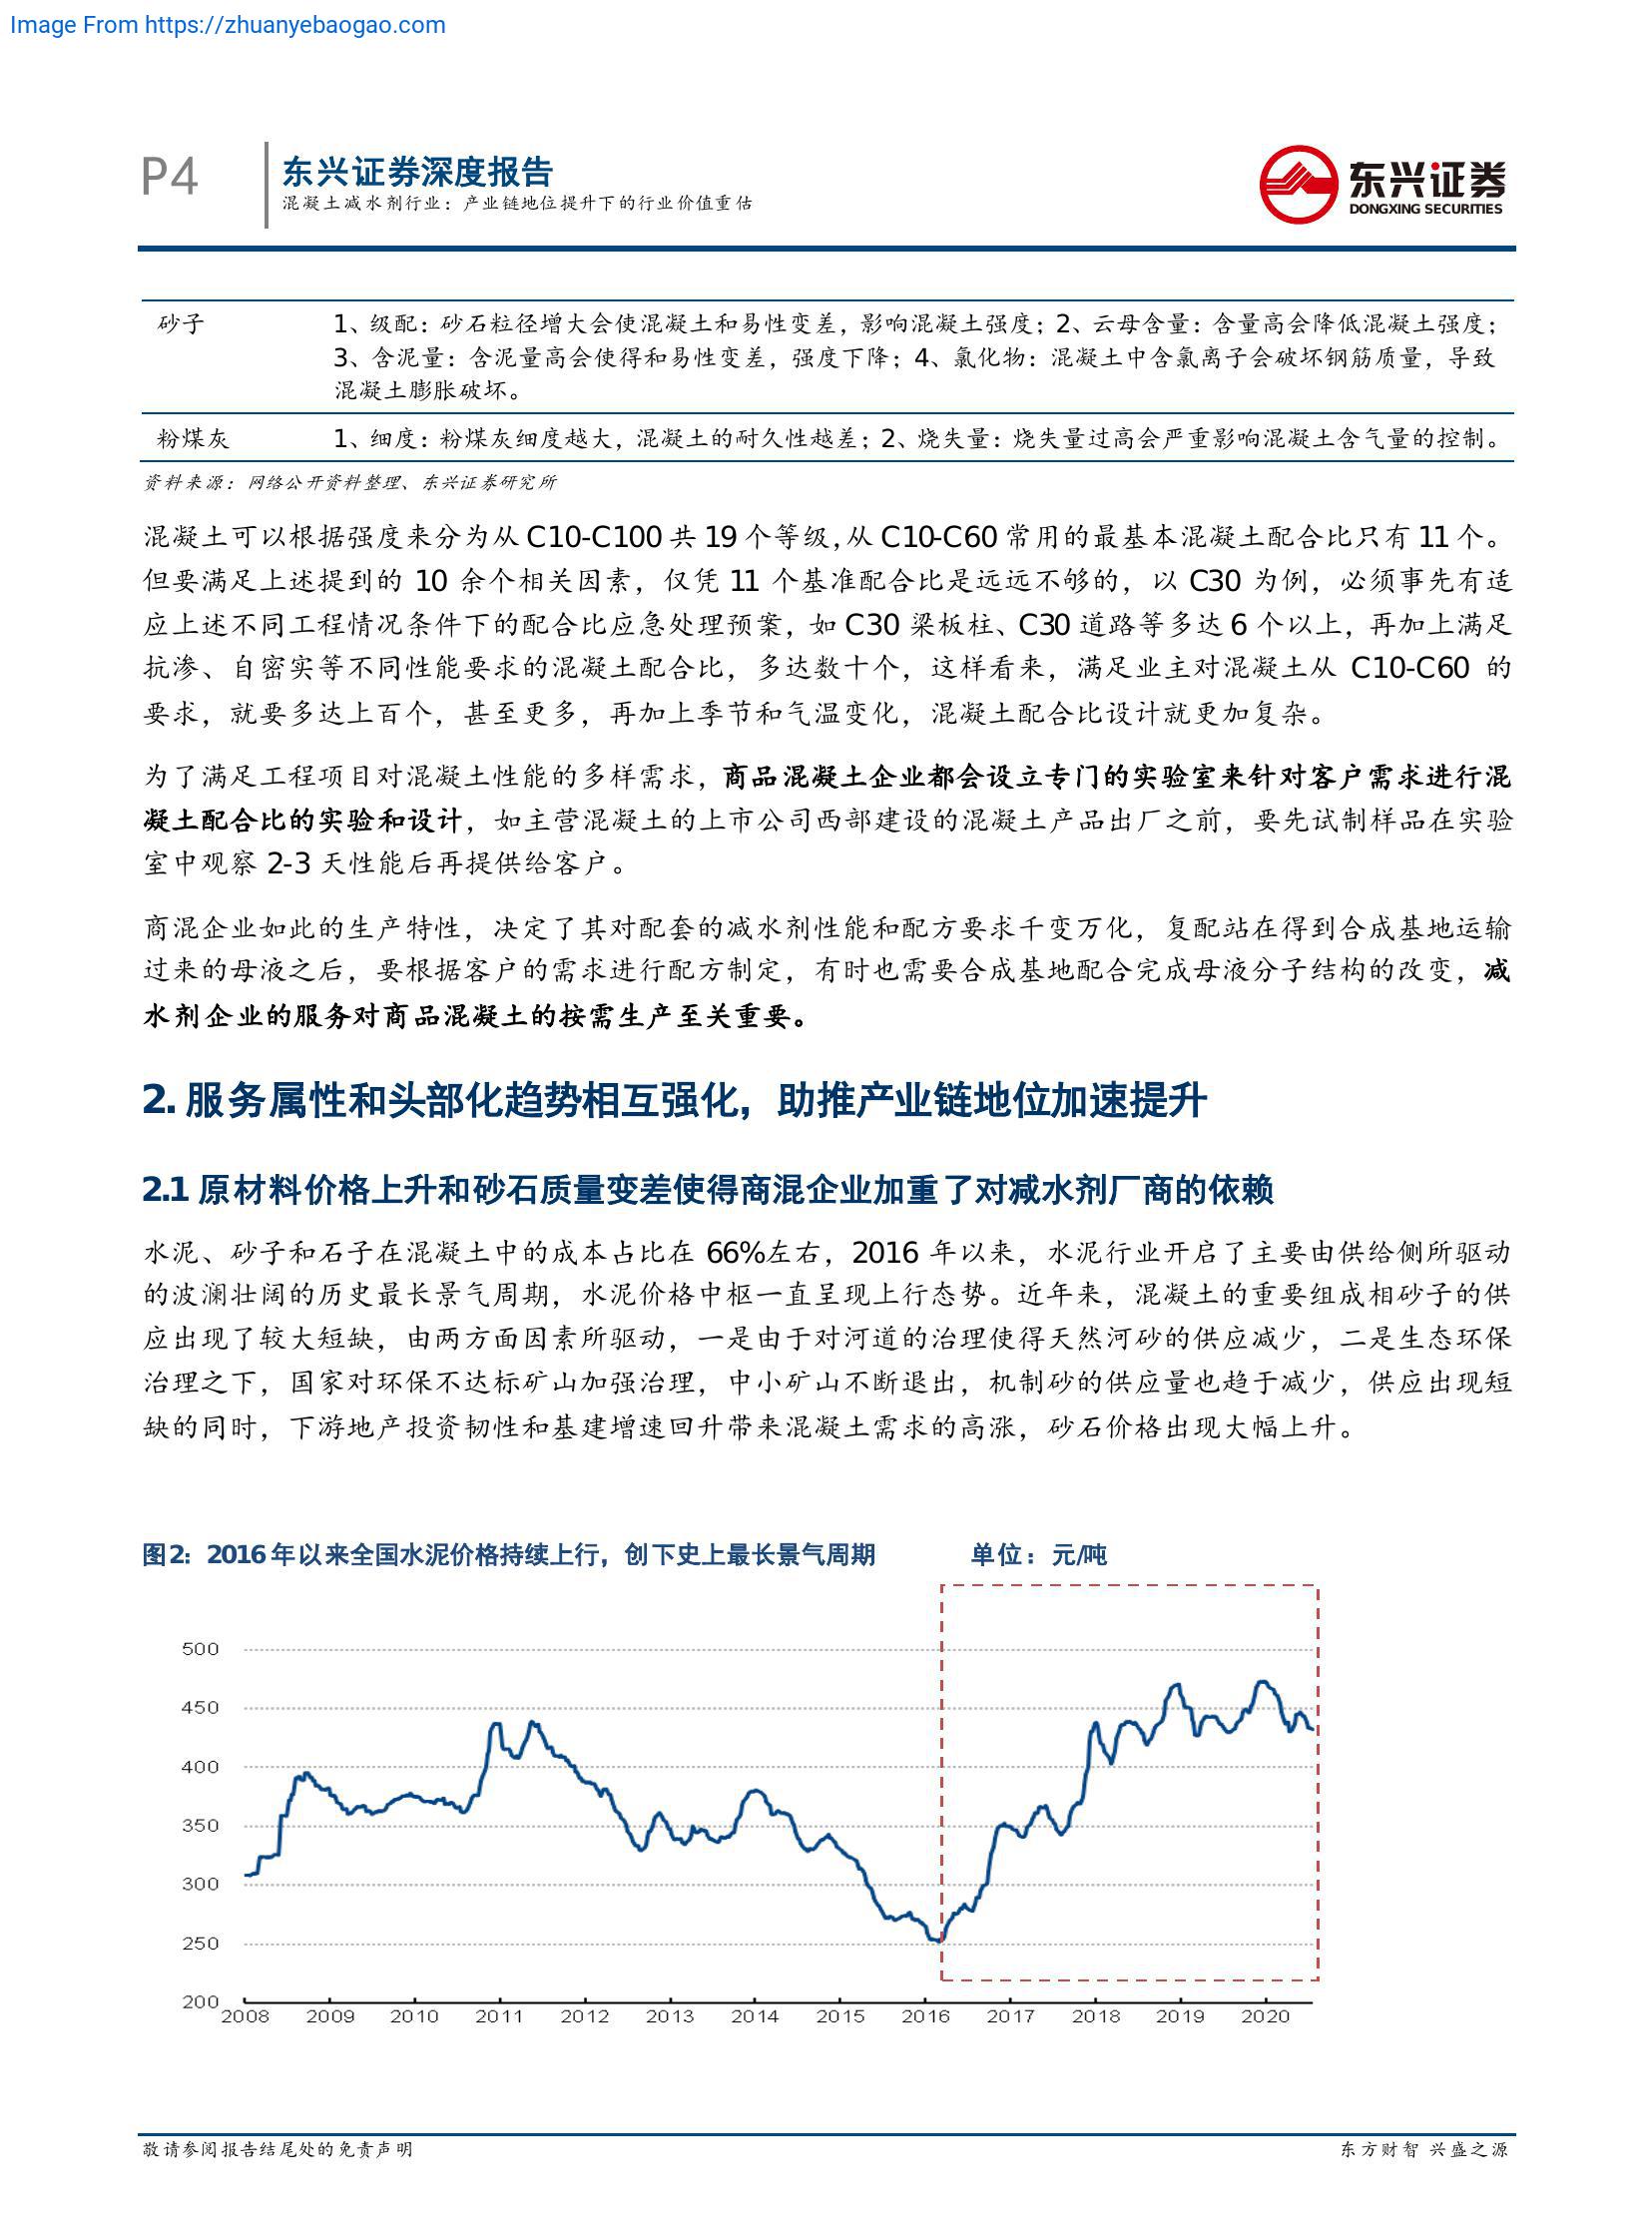 Image From https://zhuanyebaogao.com
P4
东兴证券深度报告
混凝土减水剂行业：产业链地位提升下的行业价值重估
东兴证券
DONGXING SECURITIES
砂子
1、级配：砂石粒径增大会使混凝土和易性变差，影响混凝土强度；2、云母含量：含量高会降低混凝土强度；
3、含泥量：含泥量高会使得和易性变差，强度下降；4、氯化物：混凝土中含氯离子会破坏钢筋质量，导致
混凝土膨胀破坏。
粉煤灰
1、细度：粉煤灰细度越大，混凝土的耐久性越差；2、烧失量：烧失量过高会严重影响混凝土含气量的控制。
资料来源：网络公开资料整理、东兴证券研究所
混凝土可以根据强度来分为从 C10-C100 共 19 个等级，从 C10-C60 常用的最基本混凝土配合比只有 11 个。
但要满足上述提到的 10 余个相关因素，仅凭 11 个基准配合比是远远不够的，以 C30 为例，必须事先有适
应上述不同工程情况条件下的配合比应急处理预案，如 C30 梁板柱、C30 道路等多达 6 个以上，再加上满足
抗渗、自密实等不同性能要求的混凝土配合比，多达数十个，这样看来，满足业主对混凝土从 C10-C60 的
要求，就要多达上百个，甚至更多，再加上季节和气温变化，混凝土配合比设计就更加复杂。
为了满足工程项目对混凝土性能的多样需求，商品混凝土企业都会设立专门的实验室来针对客户需求进行混
凝土配合比的实验和设计，如主营混凝土的上市公司西部建设的混凝土产品出厂之前，要先试制样品在实验
室中观察 2-3 天性能后再提供给客户。
商混企业如此的生产特性，决定了其对配套的减水剂性能和配方要求千变万化，复配站在得到合成基地运输
过来的母液之后，要根据客户的需求进行配方制定，有时也需要合成基地配合完成母液分子结构的改变，减
水剂企业的服务对商品混凝土的按需生产至关重要。
2. 服务属性和头部化趋势相互强化，助推产业链地位加速提升
2.1 原材料价格上升和砂石质量变差使得商混企业加重了对减水剂厂商的依赖
水泥、砂子和石子在混凝土中的成本占比在 66%左右，2016 年以来，水泥行业开启了主要由供给侧所驱动
的波澜壮阔的历史最长景气周期，水泥价格中枢一直呈现上行态势。近年来，混凝土的重要组成相砂子的供
应出现了较大短缺，由两方面因素所驱动，一是由于对河道的治理使得天然河砂的供应减少，二是生态环保
治理之下，国家对环保不达标矿山加强治理，中小矿山不断退出，机制砂的供应量也趋于减少，供应出现短
缺的同时，下游地产投资韧性和基建增速回升带来混凝土需求的高涨，砂石价格出现大幅上升。
图2：2016 年以来全国水泥价格持续上行，创下史上最长景气周期 单位：元/吨
500
450
400
350
300
250
200
2008 2009 2010 2011 2012 2013 2014 2015 2016 2017 2018 2019 2020
敬请参阅报告结尾处的免责声明
东方财智 兴盛之源